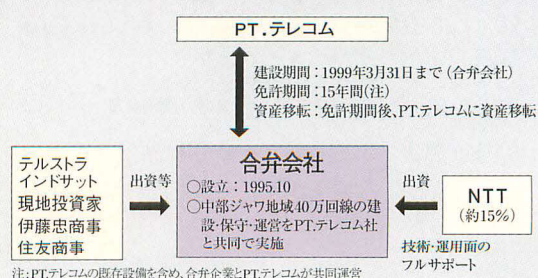 PT.テレコム
建設期間：1999年3月31日まで（合弁会社）
免許期間：15年間(注)
資産移転：免許期間後、PT.テレコムに資産移転
テルストラ
インドサット
現地投資家
伊藤忠商事
住友商事
出資等
合弁会社
○設立：1995.10
○中部ジャワ地域40万回線の建
設・保守・運営をPT.テレコム社
と共同で実施
出資
NTT
(約15%)
技術・運用面の
フルサポート
注：PT.テレコムの既存設備を含め、合弁企業とPT.テレコムが共同運営